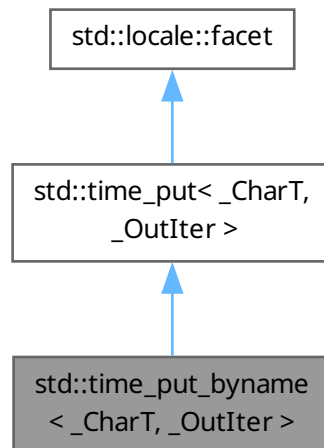 std::locale::facet
std::time_put< _CharT,
_OutIter >
std::time_put_byname
< _CharT, _OutIter >